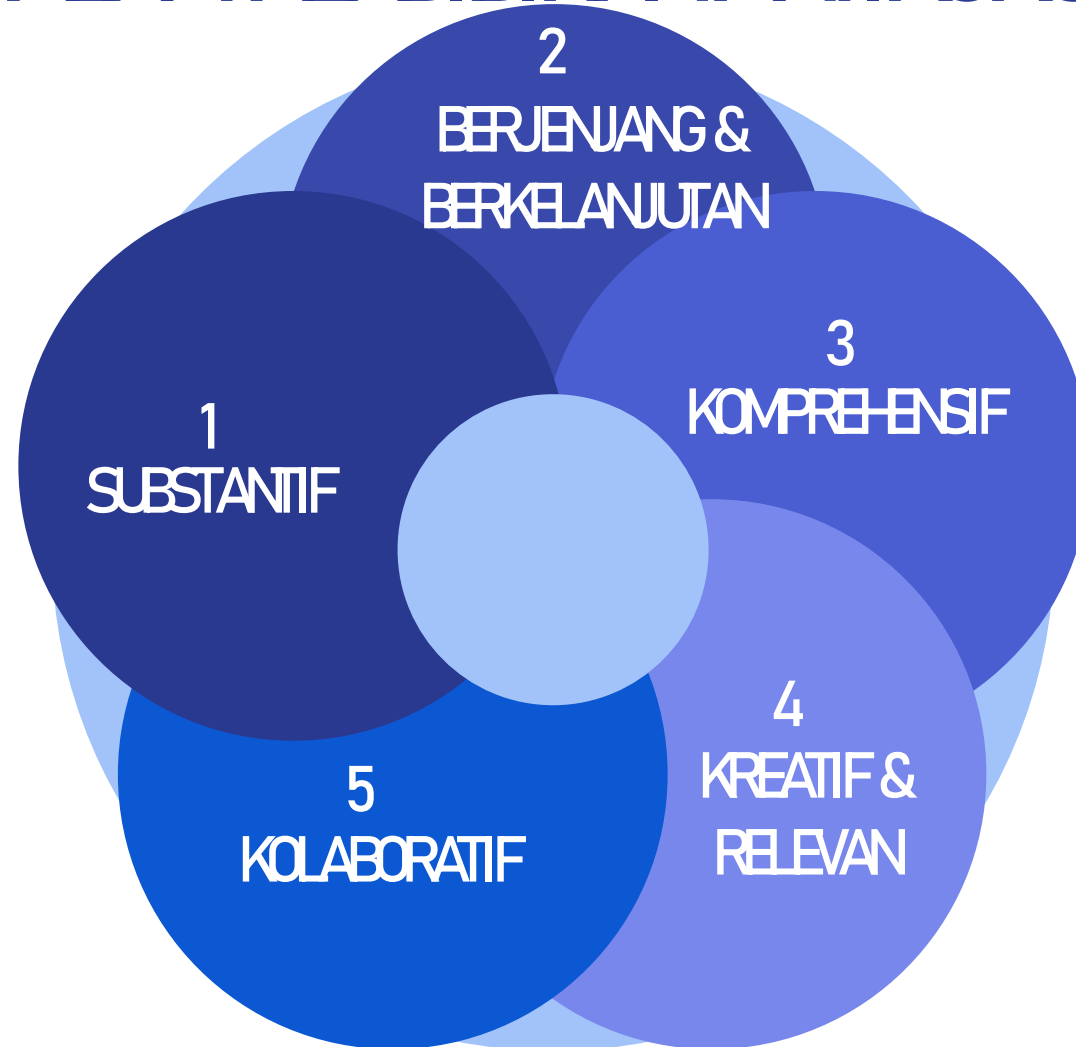 1
SUBSTANTIF
2
BERJENJANG &
BERKELANJUTAN
3
KOMPREHENSIF
4
KREATIF &
RELEVAN
5
KOLABORATIF